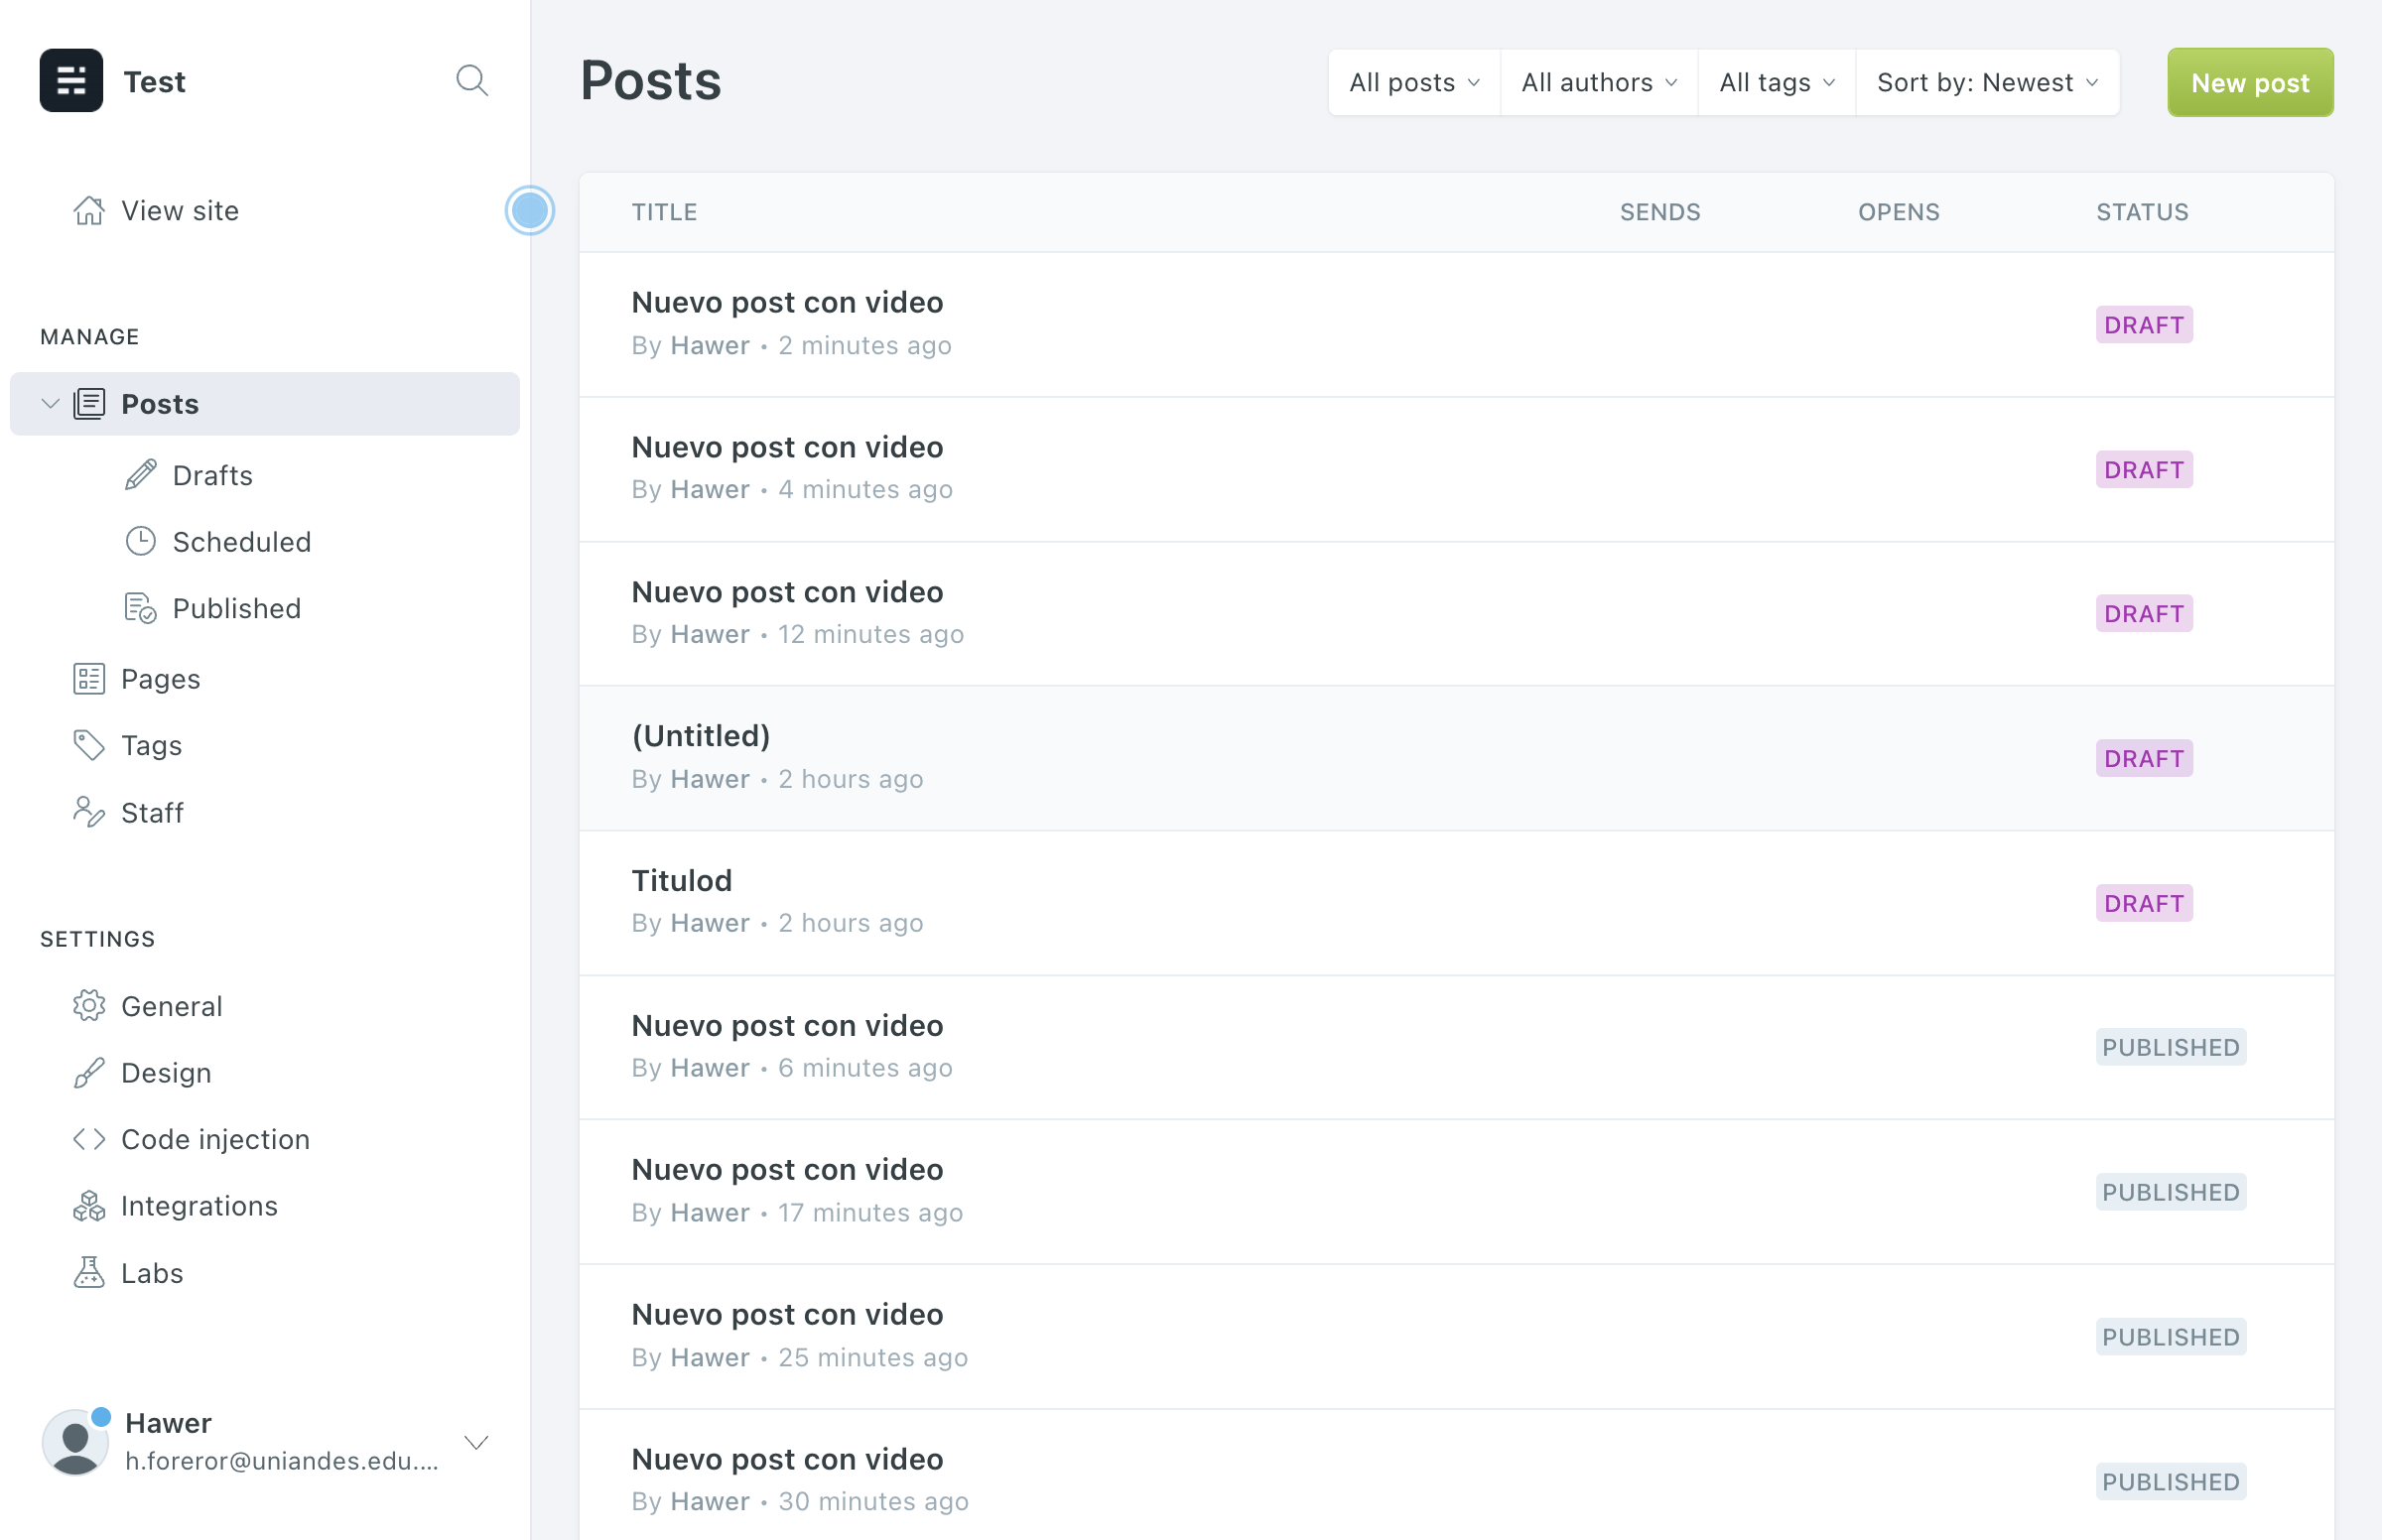 Test
View site
MANAGE
Posts
Drafts
Scheduled
Published
Pages
Tags
Staff
SETTINGS
General
Design
Code injection
Integrations
Labs
Hawer
h.foreror@uniandes.edu....
Posts
All posts
All authors
All tags
Sort by: Newest
New post
TITLE SENDS OPENS STATUS
Nuevo post con video
By Hawer • 2 minutes ago
DRAFT
Nuevo post con video
By Hawer • 4 minutes ago
DRAFT
Nuevo post con video
By Hawer • 12 minutes ago
DRAFT
(Untitled)
By Hawer • 2 hours ago
DRAFT
Titulod
By Hawer • 2 hours ago
DRAFT
Nuevo post con video
By Hawer • 6 minutes ago
PUBLISHED
Nuevo post con video
By Hawer • 17 minutes ago
PUBLISHED
Nuevo post con video
By Hawer • 25 minutes ago
PUBLISHED
Nuevo post con video
By Hawer • 30 minutes ago
PUBLISHED